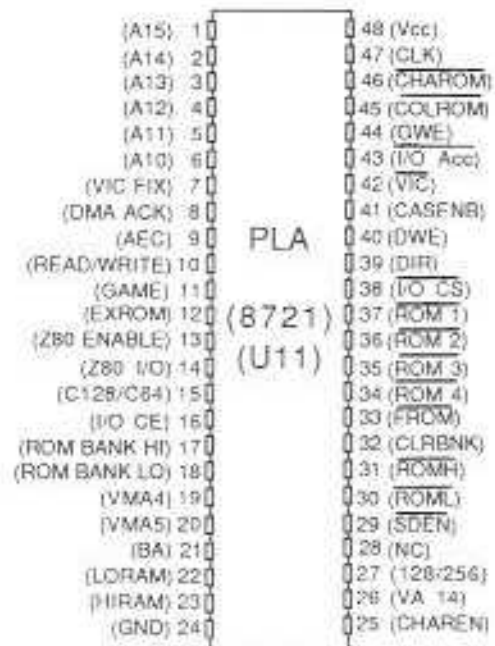 (A15) 1 48 (Vcc)
(A14) 2 47 (CLK)
(A13) 3 46 (CHAROM)
(A12) 4 45 (COLROM)
(A11) 5 44 (GWE)
(A10) 6 43 (I/O Acc)
(VIC FIX) 7 42 (VIC)
(DMA ACK) 8 41 (CASENB)
(AEC) 9 PLA 40 (DWE)
(READ/WRITE) 10 39 (DIR)
(GAME) 11 38 (I/O CS)
(EXROM) 12 (8721) 37 (ROM 1)
(Z80 ENABLE) 13 (U11) 36 (ROM 2)
(Z80 I/O) 14 35 (ROM 3)
(C128/C64) 15 34 (ROM 4)
(I/O CE) 16 33 (FROM)
(ROM BANK HI) 17 32 (CLRBNK)
(ROM BANK LO) 18 31 (ROMH)
(VMA4) 19 30 (ROML)
(VMA5) 20 29 (SDEN)
(BA) 21 28 (NC)
(LORAM) 22 27 (128/256)
(HIRAM) 23 26 (VA 14)
(GND) 24 25 (CHAREN)